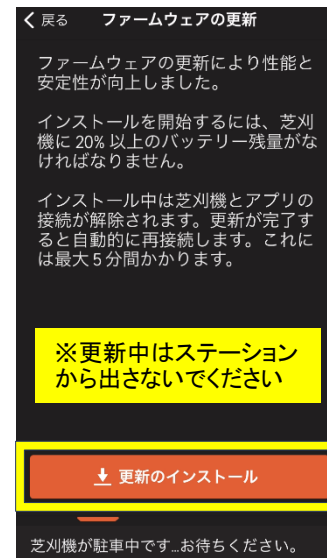 戻る ファームウェアの更新
ファームウェアの更新により性能と
安定性が向上しました。
インストールを開始するには、芝刈
機に 20% 以上のバッテリー残量がな
ければなりません。
インストール中は芝刈機とアプリの
接続が解除されます。更新が完了す
ると自動的に再接続します。これに
は最大 5 分間かかります。
※更新中はステーション
から出さないでください
更新のインストール
芝刈機が駐車中です...お待ちください。